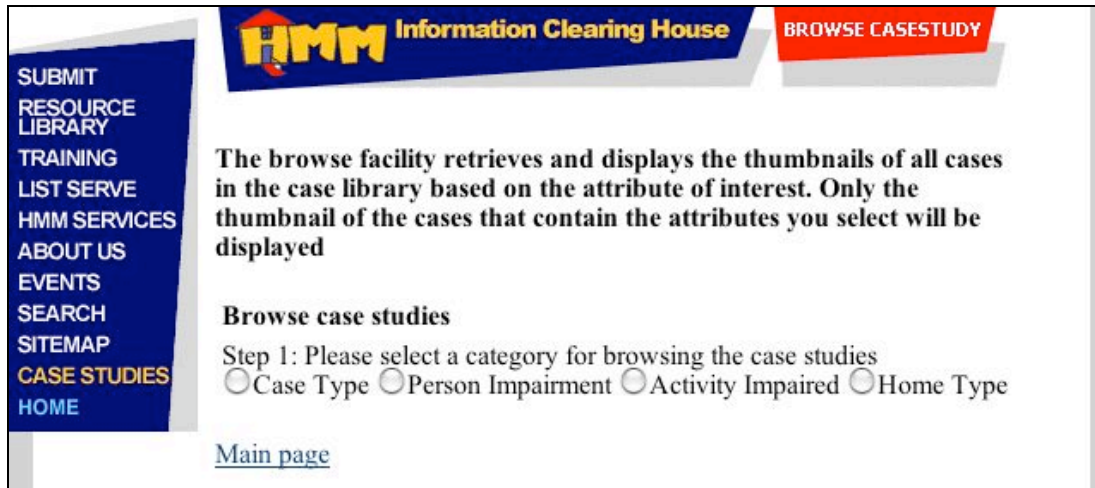 HMM Information Clearing House
BROWSE CASESTUDY
SUBMIT
RESOURCE
LIBRARY
TRAINING
LIST SERVE
HMM SERVICES
ABOUT US
EVENTS
SEARCH
SITEMAP
CASE STUDIES
HOME
The browse facility retrieves and displays the thumbnails of all cases
in the case library based on the attribute of interest. Only the
thumbnail of the cases that contain the attributes you select will be
displayed
Browse case studies
Step 1: Please select a category for browsing the case studies
Case Type Person Impairment Activity Impaired Home Type
Main page